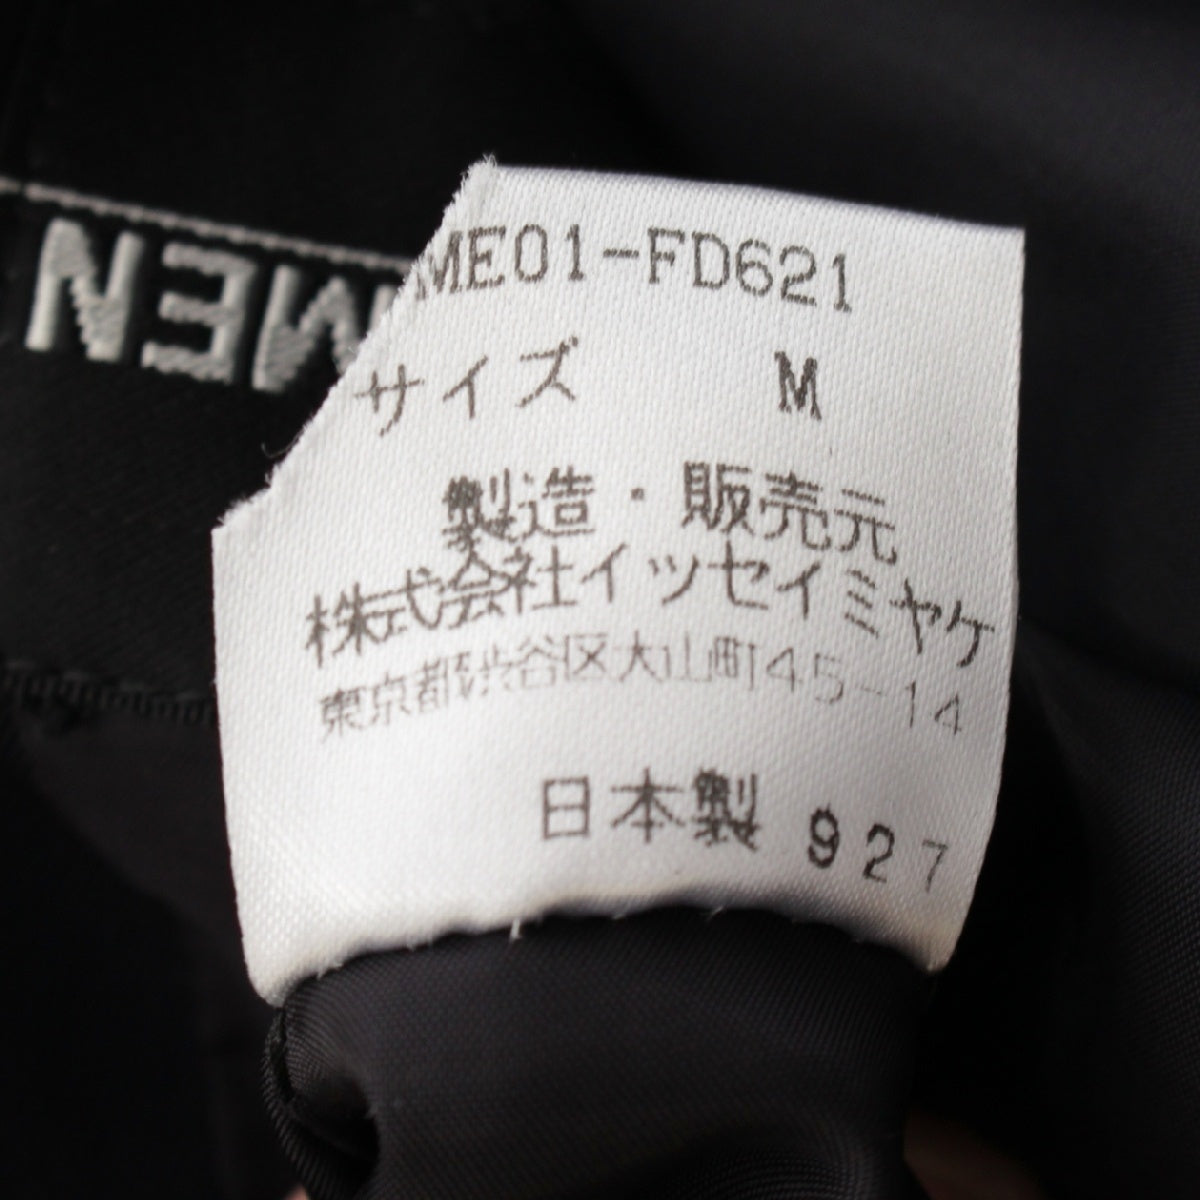 ME01-FD621
サイズ M
製造・販売元
株式会社イッセイミヤケ
東京都渋谷区大山町45-14
日本製 927
MEN